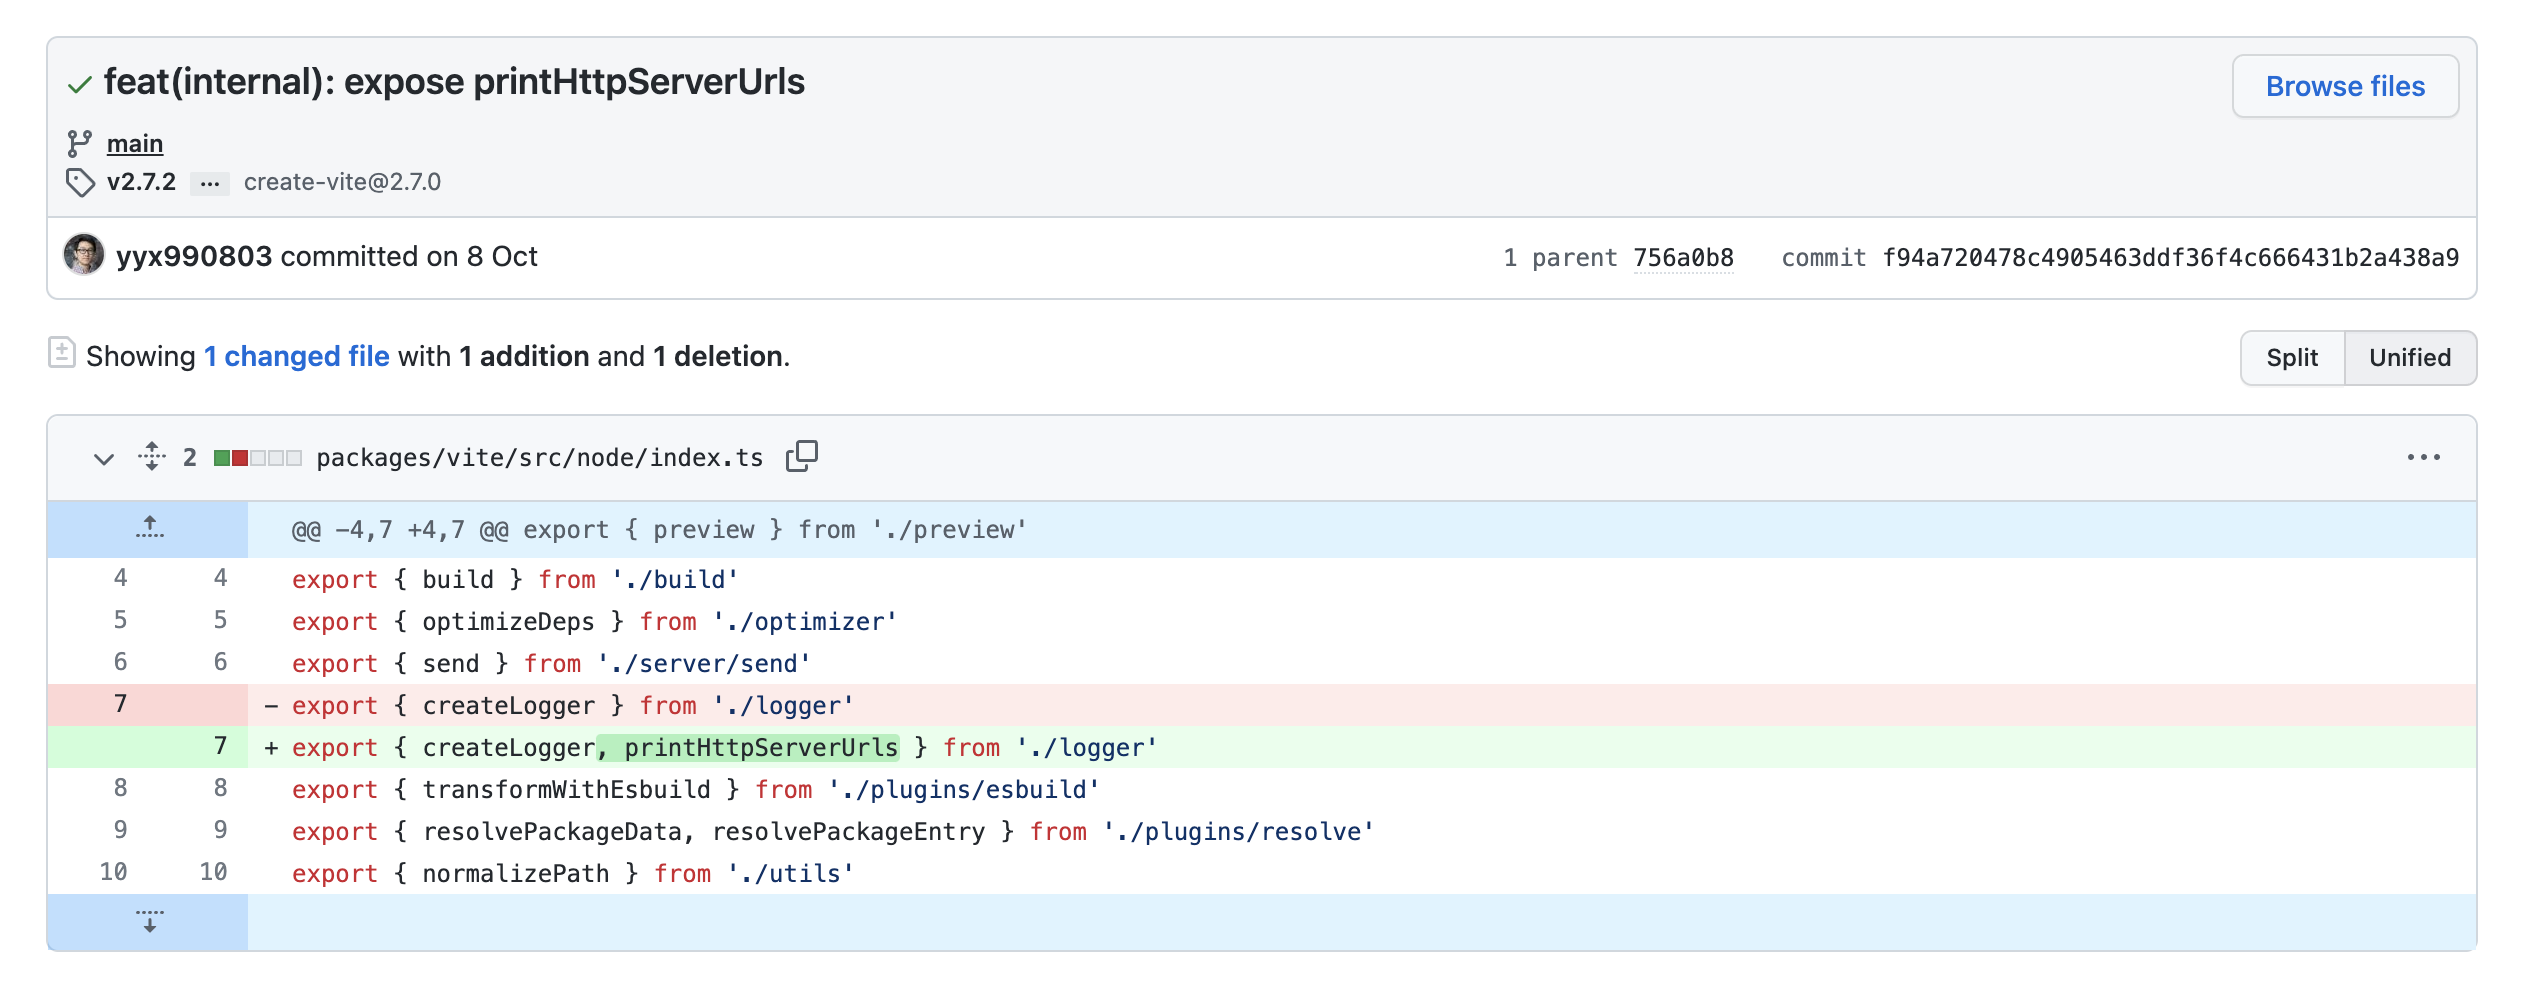 feat(internal): expose printHttpServerUrls
Browse files
main
v2.7.2 ... create-vite@2.7.0
yyx990803 committed on 8 Oct
1 parent 756a0b8 commit f94a720478c4905463ddf36f4c666431b2a438a9
Showing 1 changed file with 1 addition and 1 deletion.
Split Unified
2 packages/vite/src/node/index.ts
@@ -4,7 +4,7 @@ export { preview } from './preview'
4 4 export { build } from './build'
5 5 export { optimizeDeps } from './optimizer'
6 6 export { send } from './server/send'
7 - export { createLogger } from './logger'
7 + export { createLogger, printHttpServerUrls } from './logger'
8 8 export { transformWithEsbuild } from './plugins/esbuild'
9 9 export { resolvePackageData, resolvePackageEntry } from './plugins/resolve'
10 10 export { normalizePath } from './utils'